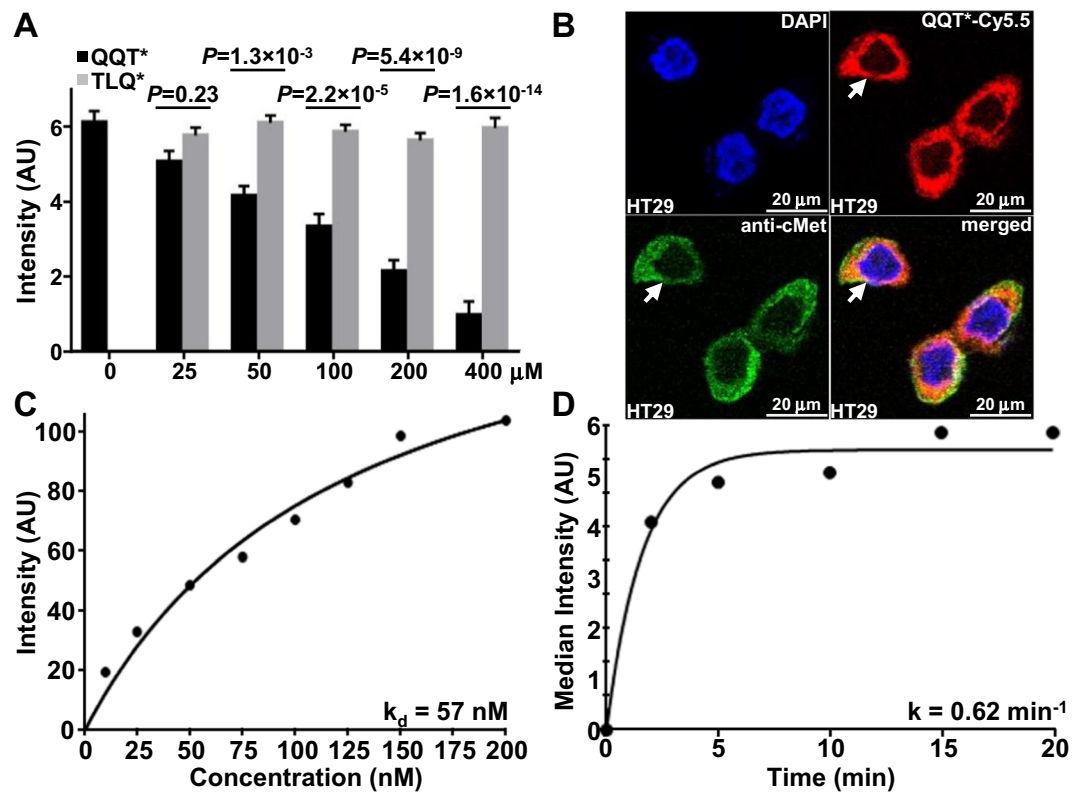 A
QQT*
TLQ*
P=1.3×10-3
P=5.4×10-9
P=0.23
P=2.2×10-5
P=1.6×10-14
Intensity (AU)
6
4
2
0
0 25 50 100 200 400 μM
B
DAPI
QQT*-Cy5.5
HT29
20 μm
HT29
20 μm
anti-cMet
merged
HT29
20 μm
HT29
20 μm
C
Intensity (AU)
100
80
60
40
20
0
0 25 50 75 100 125 150 175 200
kd = 57 nM
Concentration (nM)
D
Median Intensity (AU)
6
5
4
3
2
1
0
0 5 10 15 20
k = 0.62 min-1
Time (min)